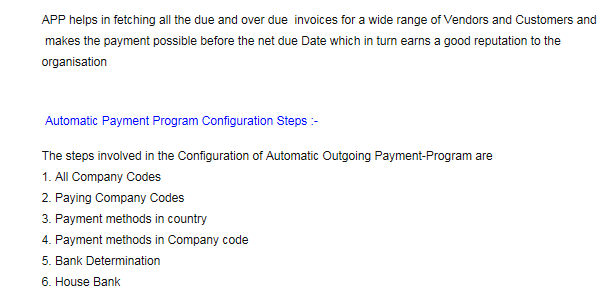 APP helps in fetching all the due and over due  invoices for a wide range of Vendors and Customers and
makes the payment possible before the net due Date which in turn earns a good reputation to the
organisation
Automatic Payment Program Configuration Steps :-
The steps involved in the Configuration of Automatic Outgoing Payment-Program are
1. All Company Codes
2. Paying Company Codes
3. Payment methods in country
4. Payment methods in Company code
5. Bank Determination
6. House Bank